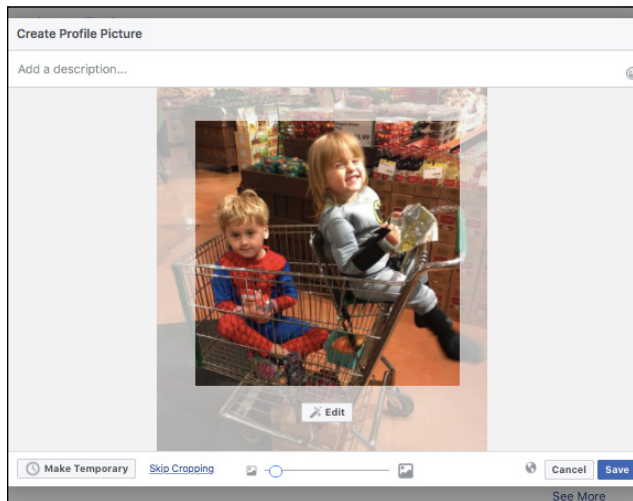 Create Profile Picture
Add a description...
Edit
Make Temporary
Skip Cropping
Cancel
Save
See More